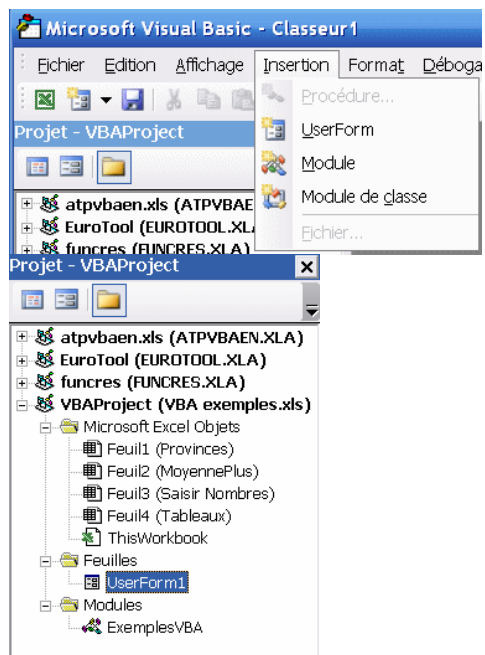 Microsoft Visual Basic - Classeur1
Fichier Edition Affichage Insertion Format Déboga
Procédure...
Projet - VBAProject
UserForm
Module
Module de classe
atpvbaen.xls (ATPVBAE
EuroTool (EUROTOOL.XL
Fichier...
funcres (FUNCRES.XLA)
Projet - VBAProject
atpvbaen.xls (ATPVBAEN.XLA)
EuroTool (EUROTOOL.XLA)
funcres (FUNCRES.XLA)
VBAProject (VBA exemples.xls)
Microsoft Excel Objets
Feuil1 (Provinces)
Feuil2 (MoyennePlus)
Feuil3 (Saisir Nombres)
Feuil4 (Tableaux)
ThisWorkbook
Feuilles
UserForm1
Modules
ExemplesVBA